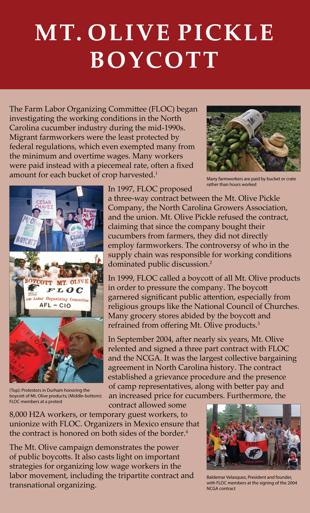 MT. OLIVE PICKLE
BOYCOTT
The Farm Labor Organizing Committee (FLOC) began
investigating the working conditions in the North
Carolina cucumber industry during the mid-1990s.
Migrant farmworkers were the least protected by
federal regulations, which even exempted many from
the minimum and overtime wages. Many workers
were paid instead with a piecemeal rate, often a fixed
amount for each bucket of crop harvested.1
Many farmworkers are paid by bucket or crate
rather than hours worked
In 1997, FLOC proposed
a three-way contract between the Mt. Olive Pickle
Company, the North Carolina Growers Association,
and the union. Mt. Olive Pickle refused the contract,
claiming that since the company bought their
cucumbers from farmers, they did not directly
employ farmworkers. The controversy of who in the
supply chain was responsible for working conditions
dominated public discussion.2
In 1999, FLOC called a boycott of all Mt. Olive products
in order to pressure the company. The boycott
garnered significant public attention, especially from
religious groups like the National Council of Churches.
Many grocery stores abided by the boycott and
refrained from offering Mt. Olive products.3
In September 2004, after nearly six years, Mt. Olive
relented and signed a three part contract with FLOC
and the NCGA. It was the largest collective bargaining
agreement in North Carolina history. The contract
established a grievance procedure and the presence
of camp representatives, along with better pay and
an increased price for cucumbers. Furthermore, the
contract allowed some
8,000 H2A workers, or temporary guest workers, to
unionize with FLOC. Organizers in Mexico ensure that
the contract is honored on both sides of the border.4
The Mt. Olive campaign demonstrates the power
of public boycotts. It also casts light on important
strategies for organizing low wage workers in the
labor movement, including the tripartite contract and
transnational organizing.
CESAR
CHAVEZ
BOYCOTT MT. OLIVE
FLOC
Farm Labor Organizing Committee
AFL - CIO
(Top): Protesters in Durham honoring the
boycott of Mt. Olive products; (Middle-bottom):
FLOC members at a protest
Baldemar Velasquez, President and founder,
with FLOC members at the signing of the 2004
NCGA contract